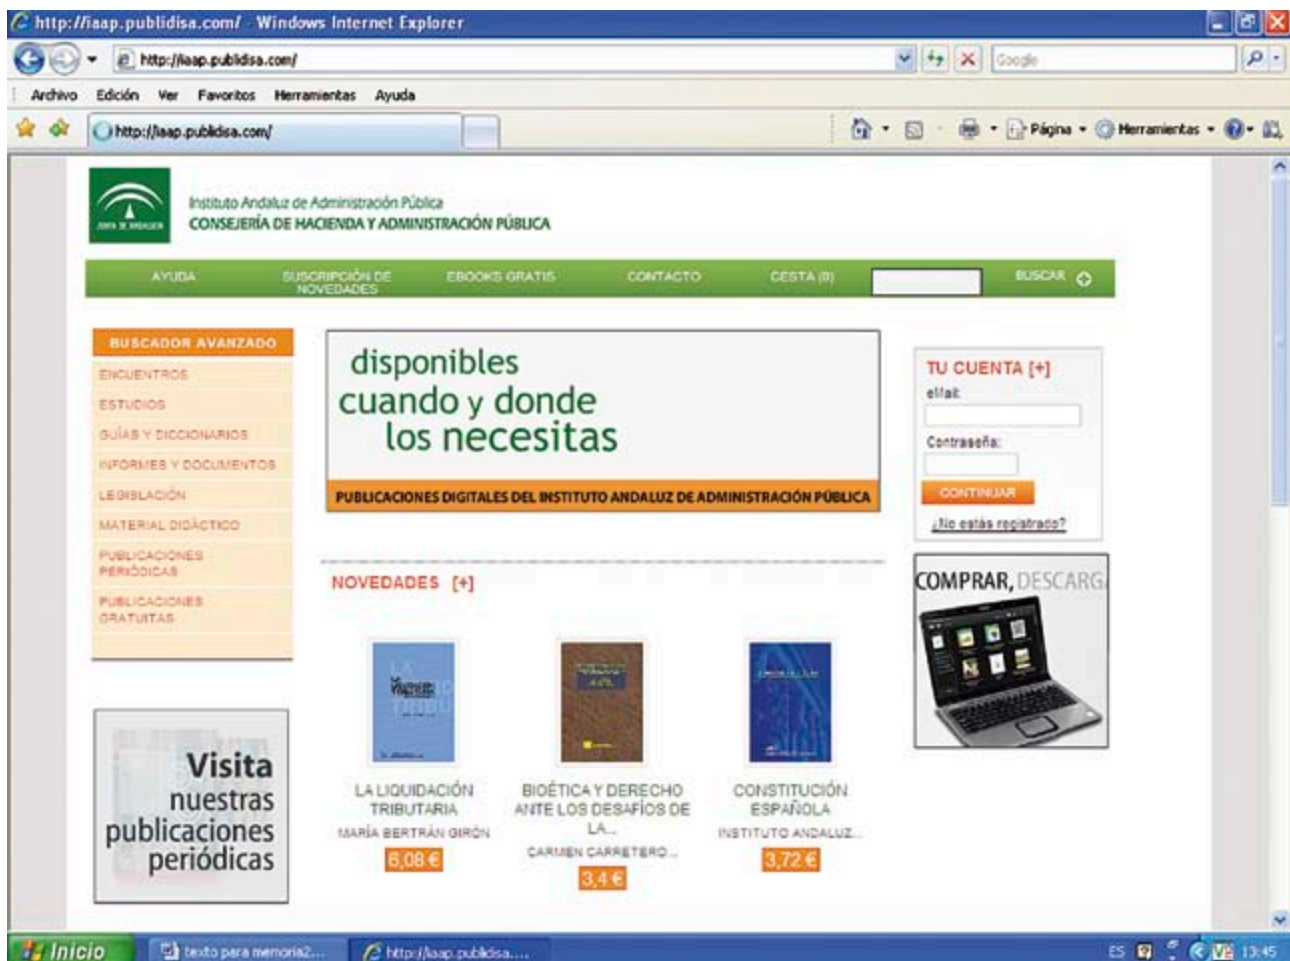 http://iaap.publidisa.com/ Windows Internet Explorer
http://iaap.publidisa.com/
Google
Archivo Edición Ver Favoritos Herramientas Ayuda
http://iaap.publidisa.com/
Página
Herramientas
JUNTA DE ANDALUCIA
Instituto Andaluz de Administración Pública
CONSEJERÍA DE HACIENDA Y ADMINISTRACIÓN PÚBLICA
AYUDA
SUSCRIPCIÓN DE
NOVEDADES
EBOOKS GRATIS
CONTACTO
CESTA (0)
BUSCAR
BUSCADOR AVANZADO
ENCUENTROS
ESTUDIOS
GUÍAS Y DICCIONARIOS
INFORMES Y DOCUMENTOS
LEGISLACIÓN
MATERIAL DIDÁCTICO
PUBLICACIONES
PERIÓDICAS
PUBLICACIONES
GRATUITAS
Visita
nuestras
publicaciones
periódicas
disponibles
cuando y donde
los necesitas
PUBLICACIONES DIGITALES DEL INSTITUTO ANDALUZ DE ADMINISTRACIÓN PÚBLICA
NOVEDADES [+]
LA LIQUIDACIÓN
TRIBUTARIA
MARÍA BERTRÁN GIRÓN
6,08 €
BIOÉTICA Y DERECHO
ANTE LOS DESAFÍOS DE
LA...
CARMEN CARRETERO...
3,4 €
CONSTITUCIÓN
ESPAÑOLA
INSTITUTO ANDALUZ...
3,72 €
TU CUENTA [+]
eMail:
Contraseña:
CONTINUAR
¿No estás registrado?
COMPRAR, DESCARGA
Inicio
texto para memoria2...
http://iaap.publidisa....
ES
13:45